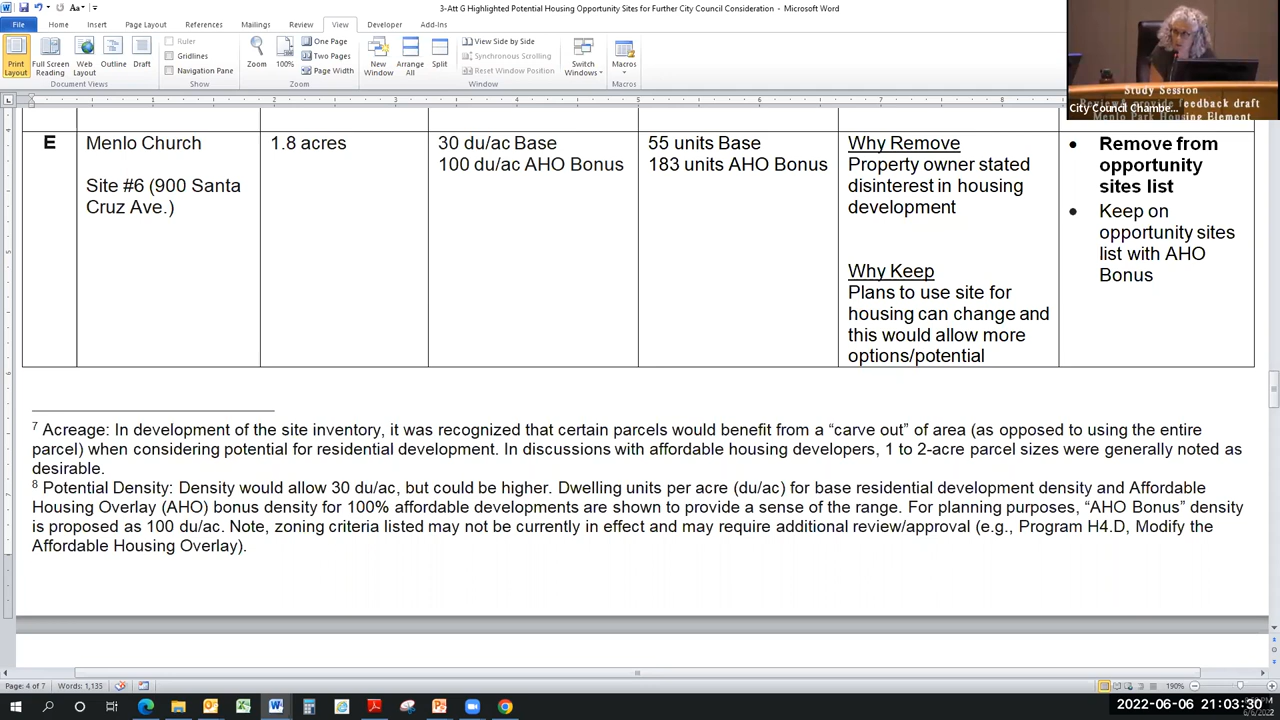 3-Att G Highlighted Potential Housing Opportunity Sites for Further City Council Consideration - Microsoft Word
File Home Insert Page Layout References Mailings Review View Developer Add-Ins
Print Layout
Full Screen Reading
Web Layout
Outline
Draft
Document Views
Ruler
Gridlines
Navigation Pane
Show
Zoom
100%
One Page
Two Pages
Page Width
Zoom
New Window
Arrange All
Split
View Side by Side
Synchronous Scrolling
Reset Window Position
Window
Switch Windows
Macros
Macros
Study Session
Review & provide feedback draft
Menlo Park Housing Element
City Council Chambe...
E
Menlo Church
Site #6 (900 Santa
Cruz Ave.)
1.8 acres
30 du/ac Base
100 du/ac AHO Bonus
55 units Base
183 units AHO Bonus
Why Remove
Property owner stated
disinterest in housing
development
Why Keep
Plans to use site for
housing can change and
this would allow more
options/potential
• Remove from
opportunity
sites list
• Keep on
opportunity sites
list with AHO
Bonus
7 Acreage: In development of the site inventory, it was recognized that certain parcels would benefit from a “carve out” of area (as opposed to using the entire
parcel) when considering potential for residential development. In discussions with affordable housing developers, 1 to 2-acre parcel sizes were generally noted as
desirable.
8 Potential Density: Density would allow 30 du/ac, but could be higher. Dwelling units per acre (du/ac) for base residential development density and Affordable
Housing Overlay (AHO) bonus density for 100% affordable developments are shown to provide a sense of the range. For planning purposes, “AHO Bonus” density
is proposed as 100 du/ac. Note, zoning criteria listed may not be currently in effect and may require additional review/approval (e.g., Program H4.D, Modify the
Affordable Housing Overlay).
Page: 4 of 7 Words: 1,135
190%
2022-06-06 21:03:30